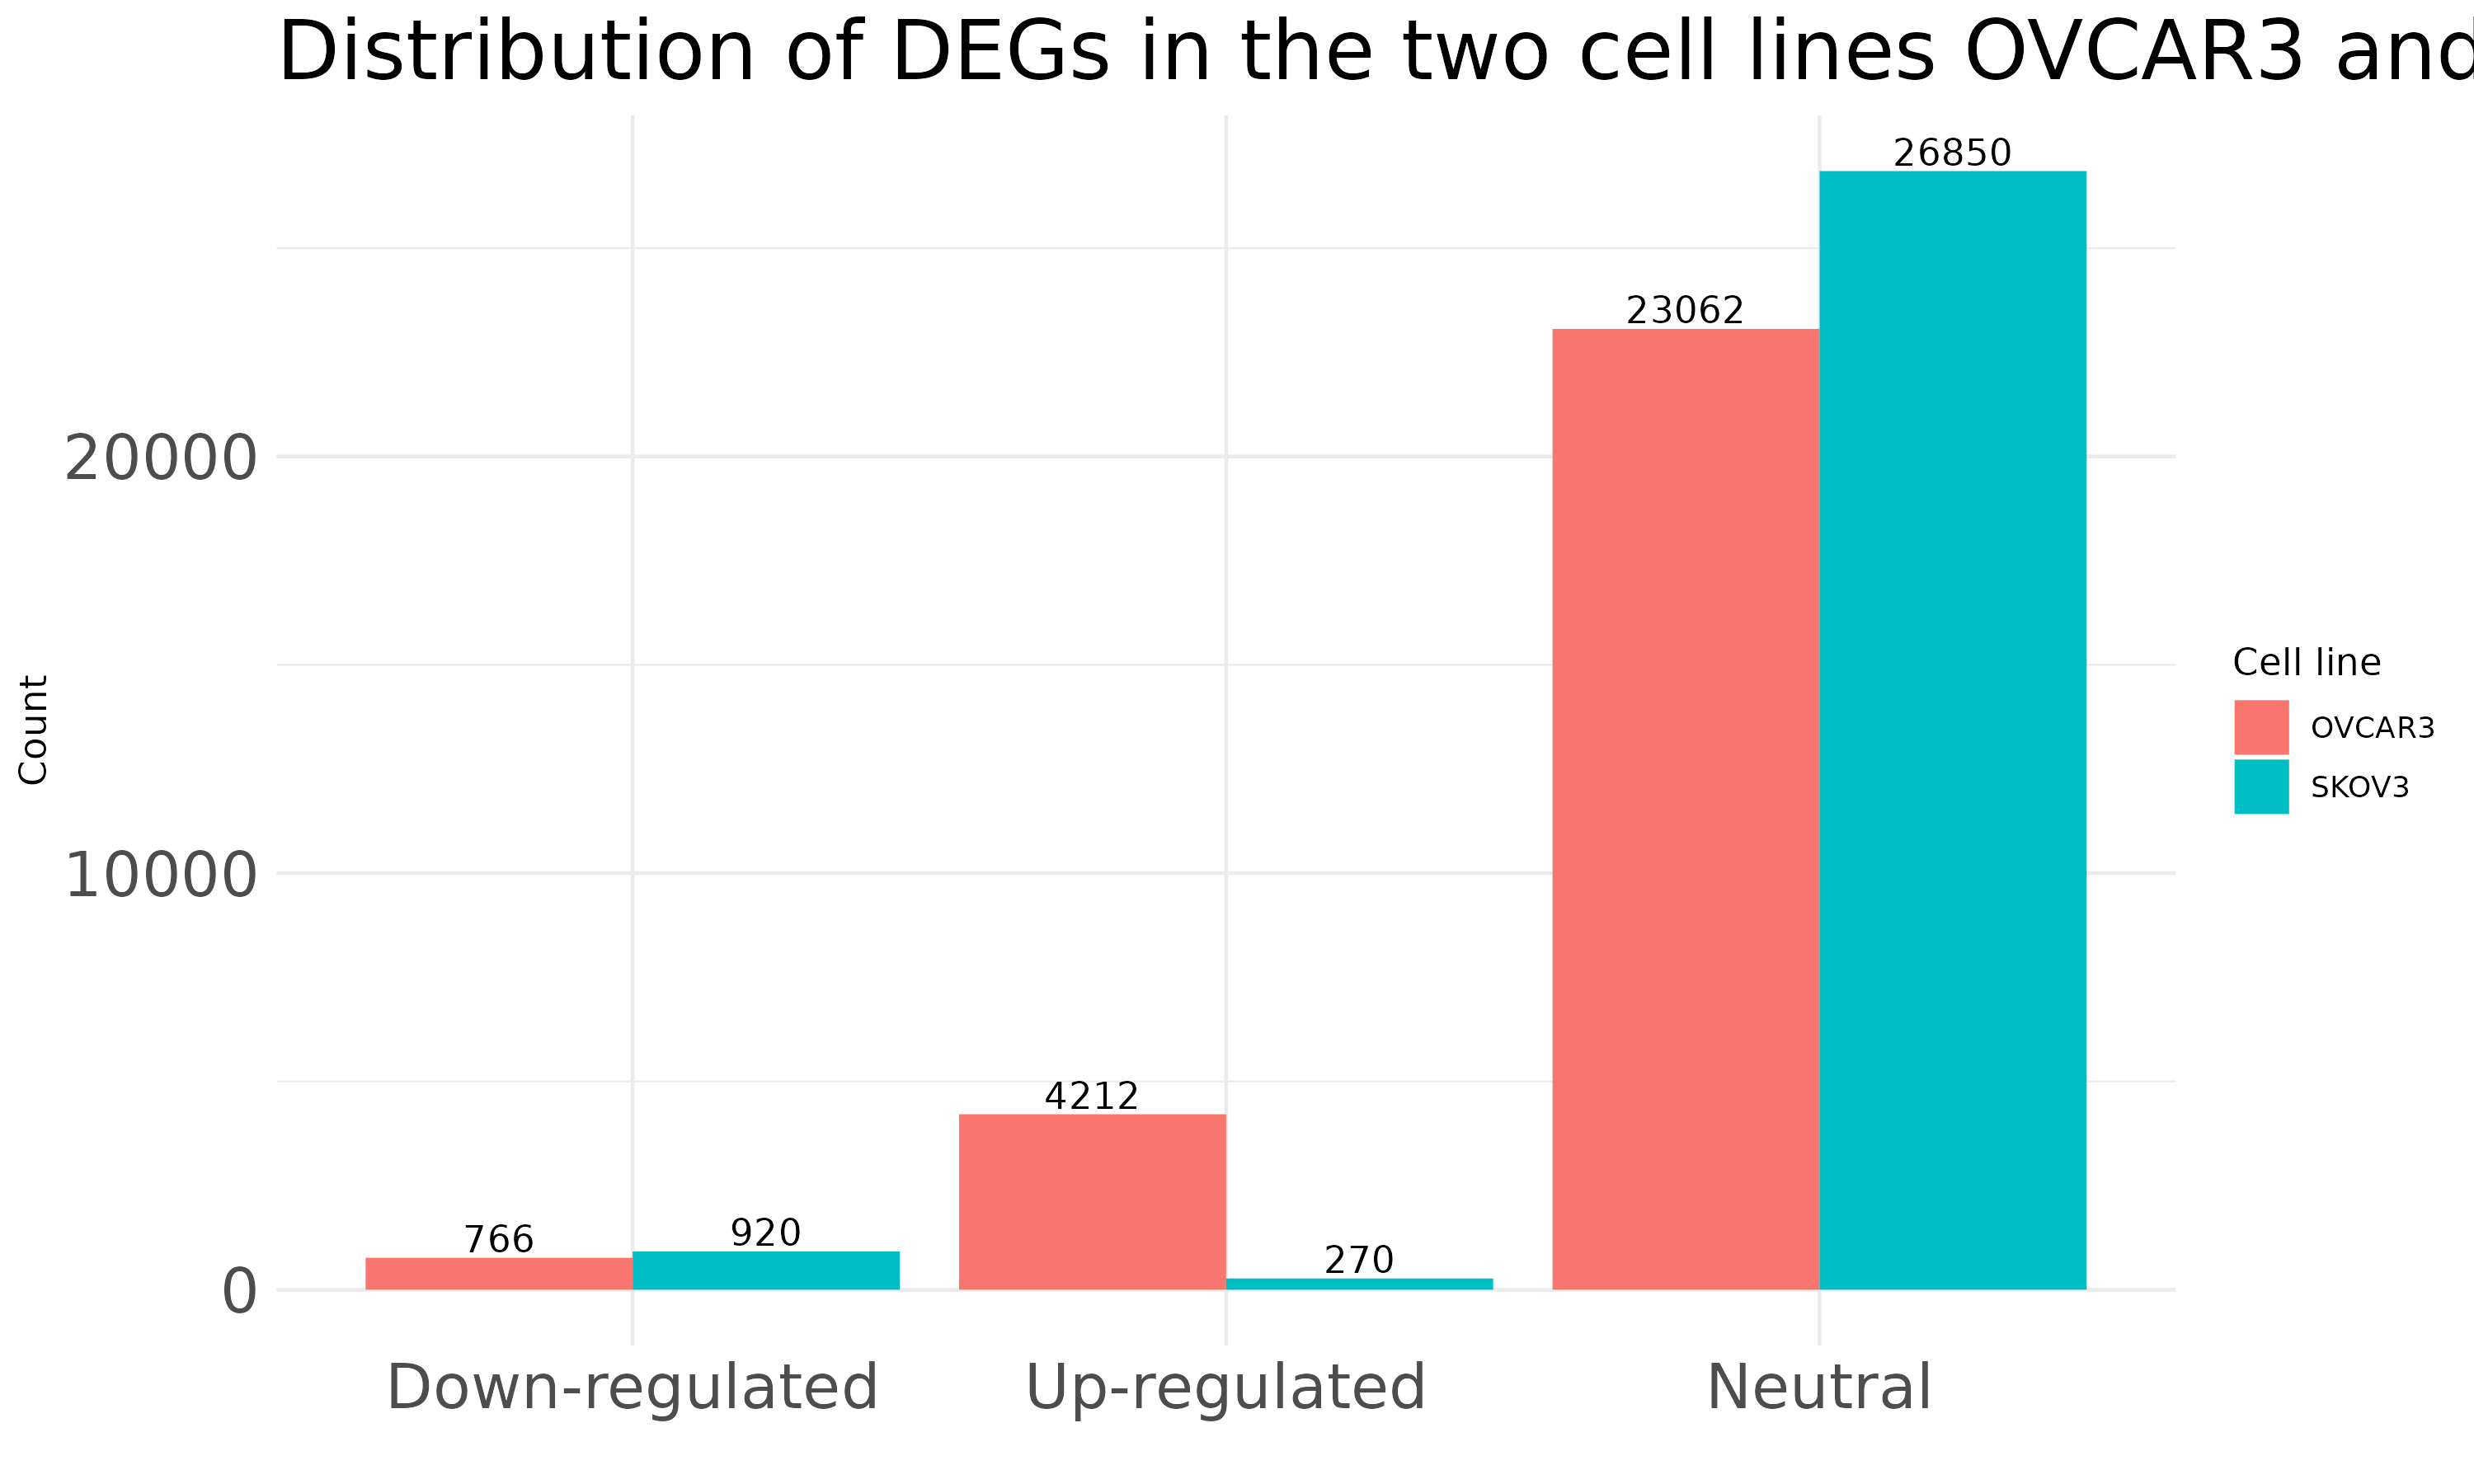 Distribution of DEGs in the two cell lines OVCAR3 and
26850
23062
20000
Count
Cell line
OVCAR3
SKOV3
10000
4212
766
920
270
0
Down-regulated
Up-regulated
Neutral